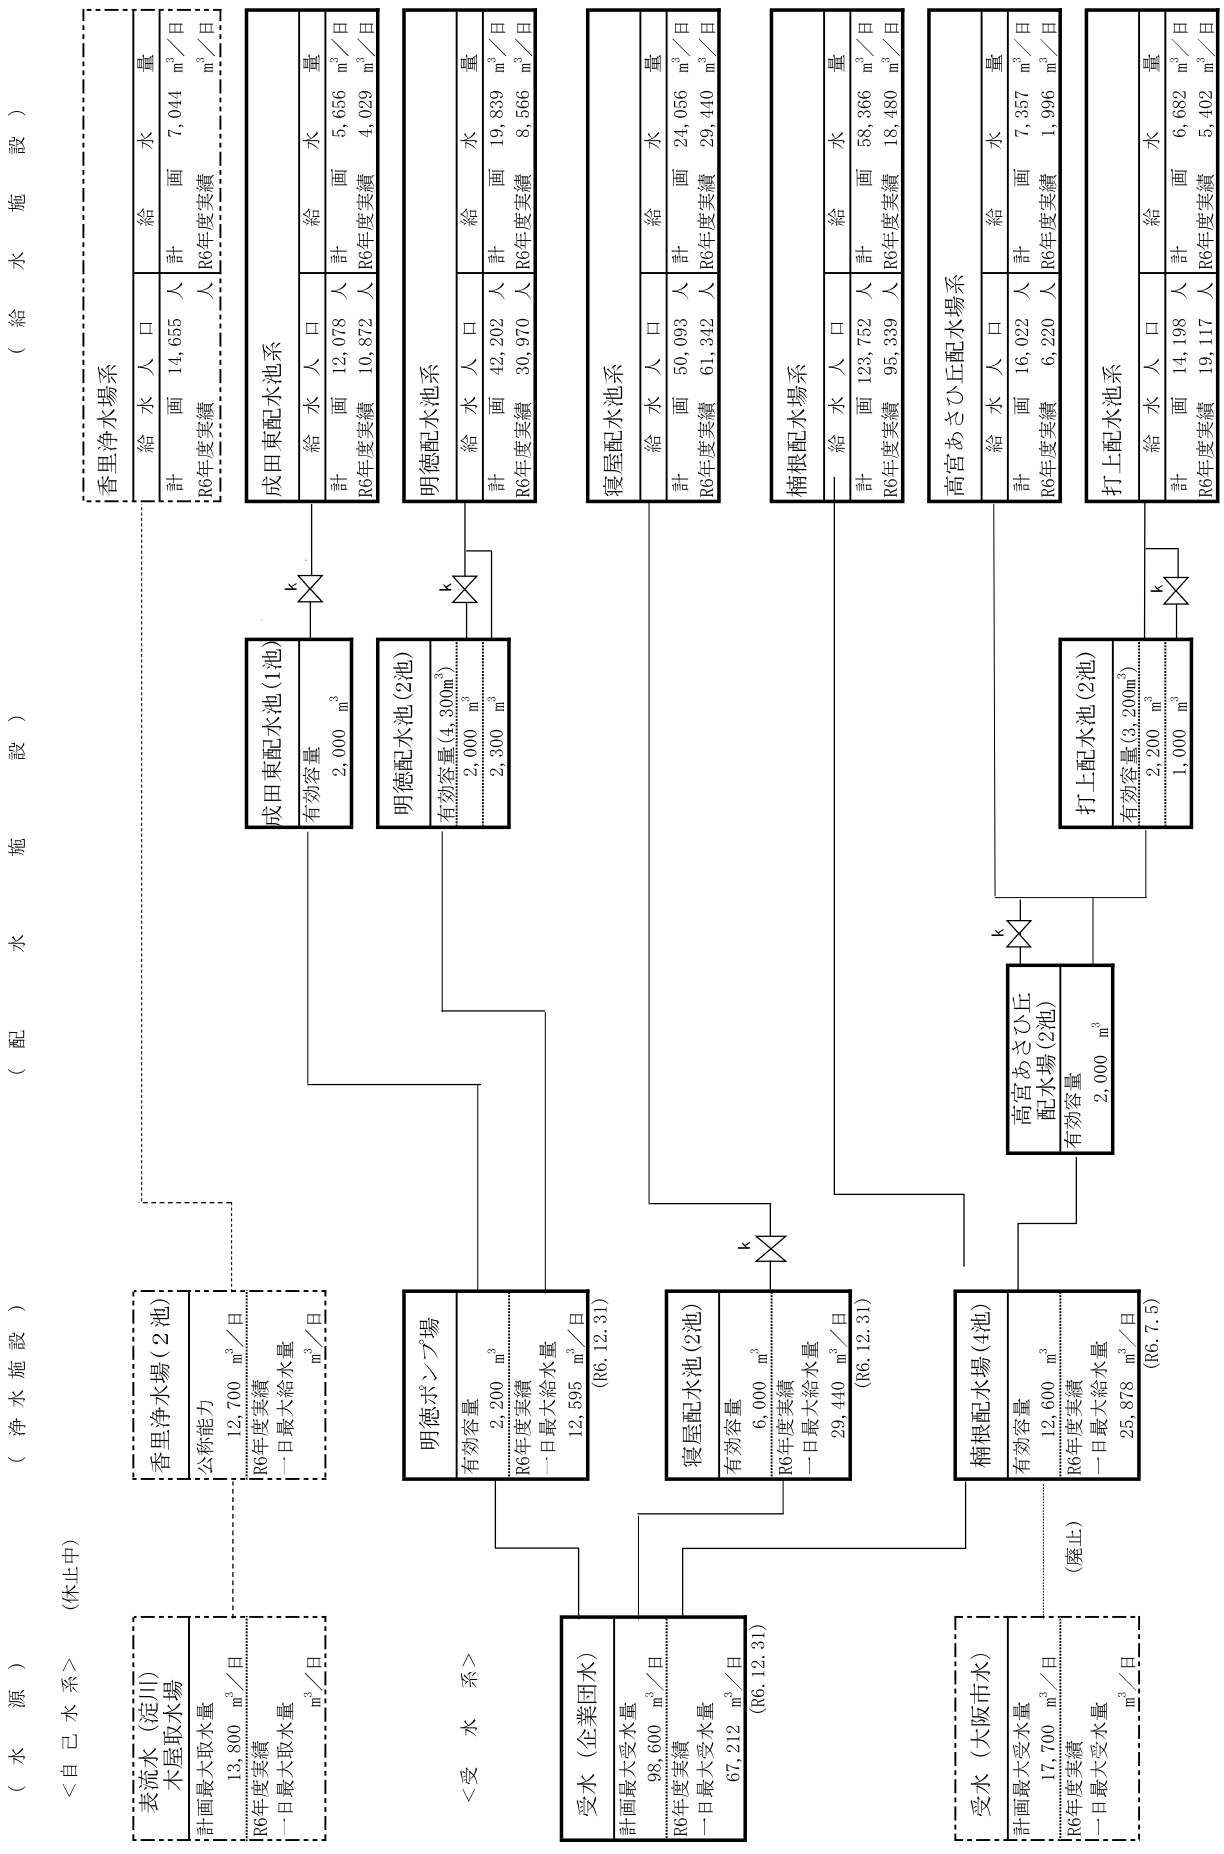 ( 水 源 )
( 浄 水 施 設 )
( 配 水 施 設 )
( 給 水 施 設 )
<自 己 水 系>
(休止中)
表流水 (淀川)
木屋取水場
計画最大取水量
13,800 m³/日
R6年度実績
一日最大取水量
m³/日
香里浄水場(２池)
公称能力
12,700 m³/日
R6年度実績
一日最大給水量
m³/日
香里浄水場系
給 水 人 口 給 水 量
計 画 14,655 人 計 画 7,044 m³/日
R6年度実績 人 R6年度実績 m³/日
<受 水 系>
受水 (企業団水)
計画最大受水量
98,600 m³/日
R6年度実績
一日最大受水量
67,212 m³/日
(R6.12.31)
受水 (大阪市水)
計画最大受水量
17,700 m³/日
R6年度実績
一日最大受水量
m³/日
(廃止)
明徳ポンプ場
有効容量
2,200 m³
R6年度実績
一日最大給水量
12,595 m³/日
(R6.12.31)
寝屋配水池(2池)
有効容量
6,000 m³
R6年度実績
一日最大給水量
29,440 m³/日
(R6.12.31)
楠根配水場(4池)
有効容量
12,600 m³
R6年度実績
一日最大給水量
25,878 m³/日
(R6.7.5)
k
高宮あさひ丘
配水場(2池)
有効容量
2,000 m³
k
成田東配水池(1池)
有効容量
2,000 m³
k
明徳配水池(2池)
有効容量(4,300m³)
2,000 m³
2,300 m³
k
打上配水池(2池)
有効容量(3,200m³)
2,200 m³
1,000 m³
k
成田東配水池系
給 水 人 口 給 水 量
計 画 12,078 人 計 画 5,656 m³/日
R6年度実績 10,872 人 R6年度実績 4,029 m³/日
明徳配水池系
給 水 人 口 給 水 量
計 画 42,202 人 計 画 19,839 m³/日
R6年度実績 30,970 人 R6年度実績 8,566 m³/日
寝屋配水池系
給 水 人 口 給 水 量
計 画 50,093 人 計 画 24,056 m³/日
R6年度実績 61,342 人 R6年度実績 29,440 m³/日
楠根配水場系
給 水 人 口 給 水 量
計 画 123,752 人 計 画 58,366 m³/日
R6年度実績 95,339 人 R6年度実績 18,480 m³/日
高宮あさひ丘配水場系
給 水 人 口 給 水 量
計 画 16,022 人 計 画 7,357 m³/日
R6年度実績 6,220 人 R6年度実績 1,996 m³/日
打上配水池系
給 水 人 口 給 水 量
計 画 14,198 人 計 画 6,682 m³/日
R6年度実績 19,117 人 R6年度実績 5,402 m³/日